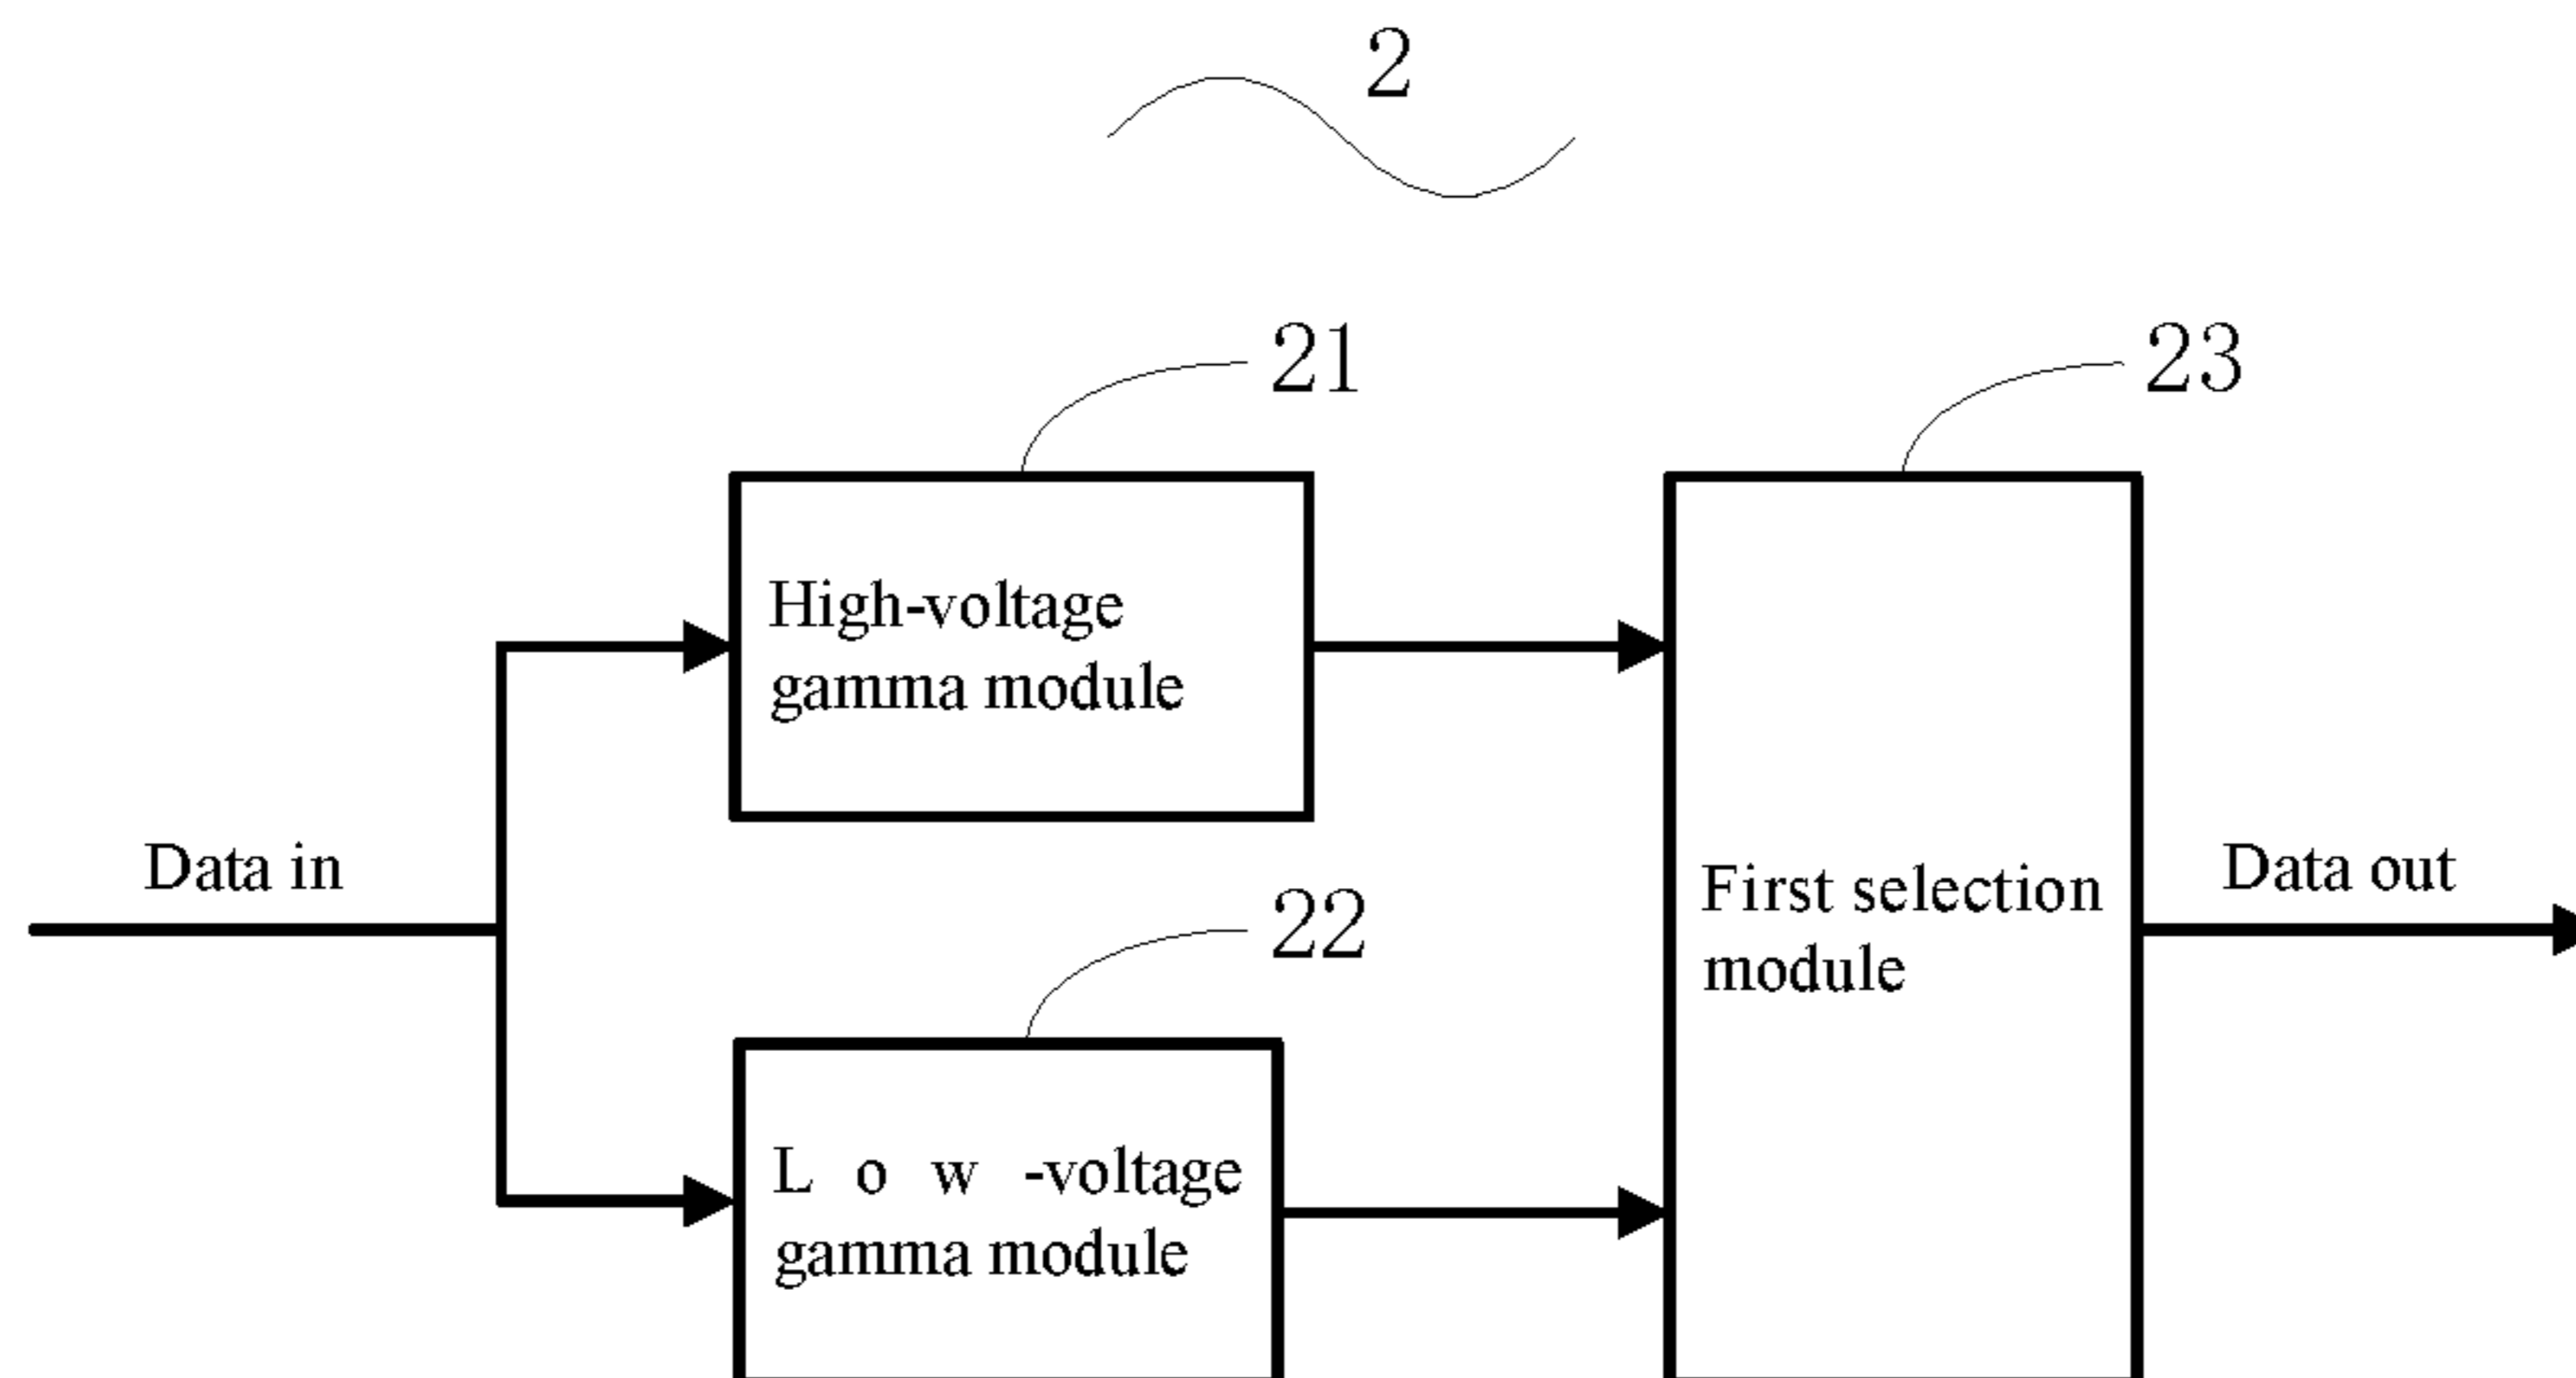 2
21
23
High-voltage
gamma module
Data in
First selection
module
Data out
22
L o w -voltage
gamma module